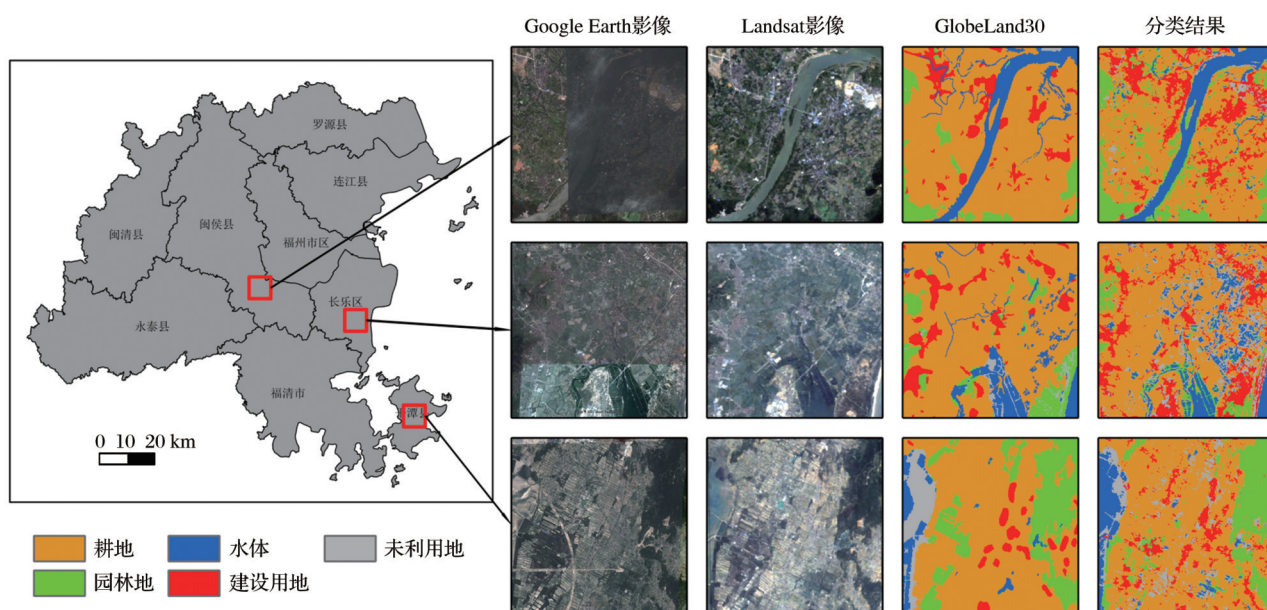 Google Earth影像 Landsat影像 GlobeLand30 分类结果
罗源县
连江县
闽清县 闽侯县
福州市区
长乐区
永泰县
福清市
潭县
0 10 20 km
耕地 水体 未利用地
园林地 建设用地